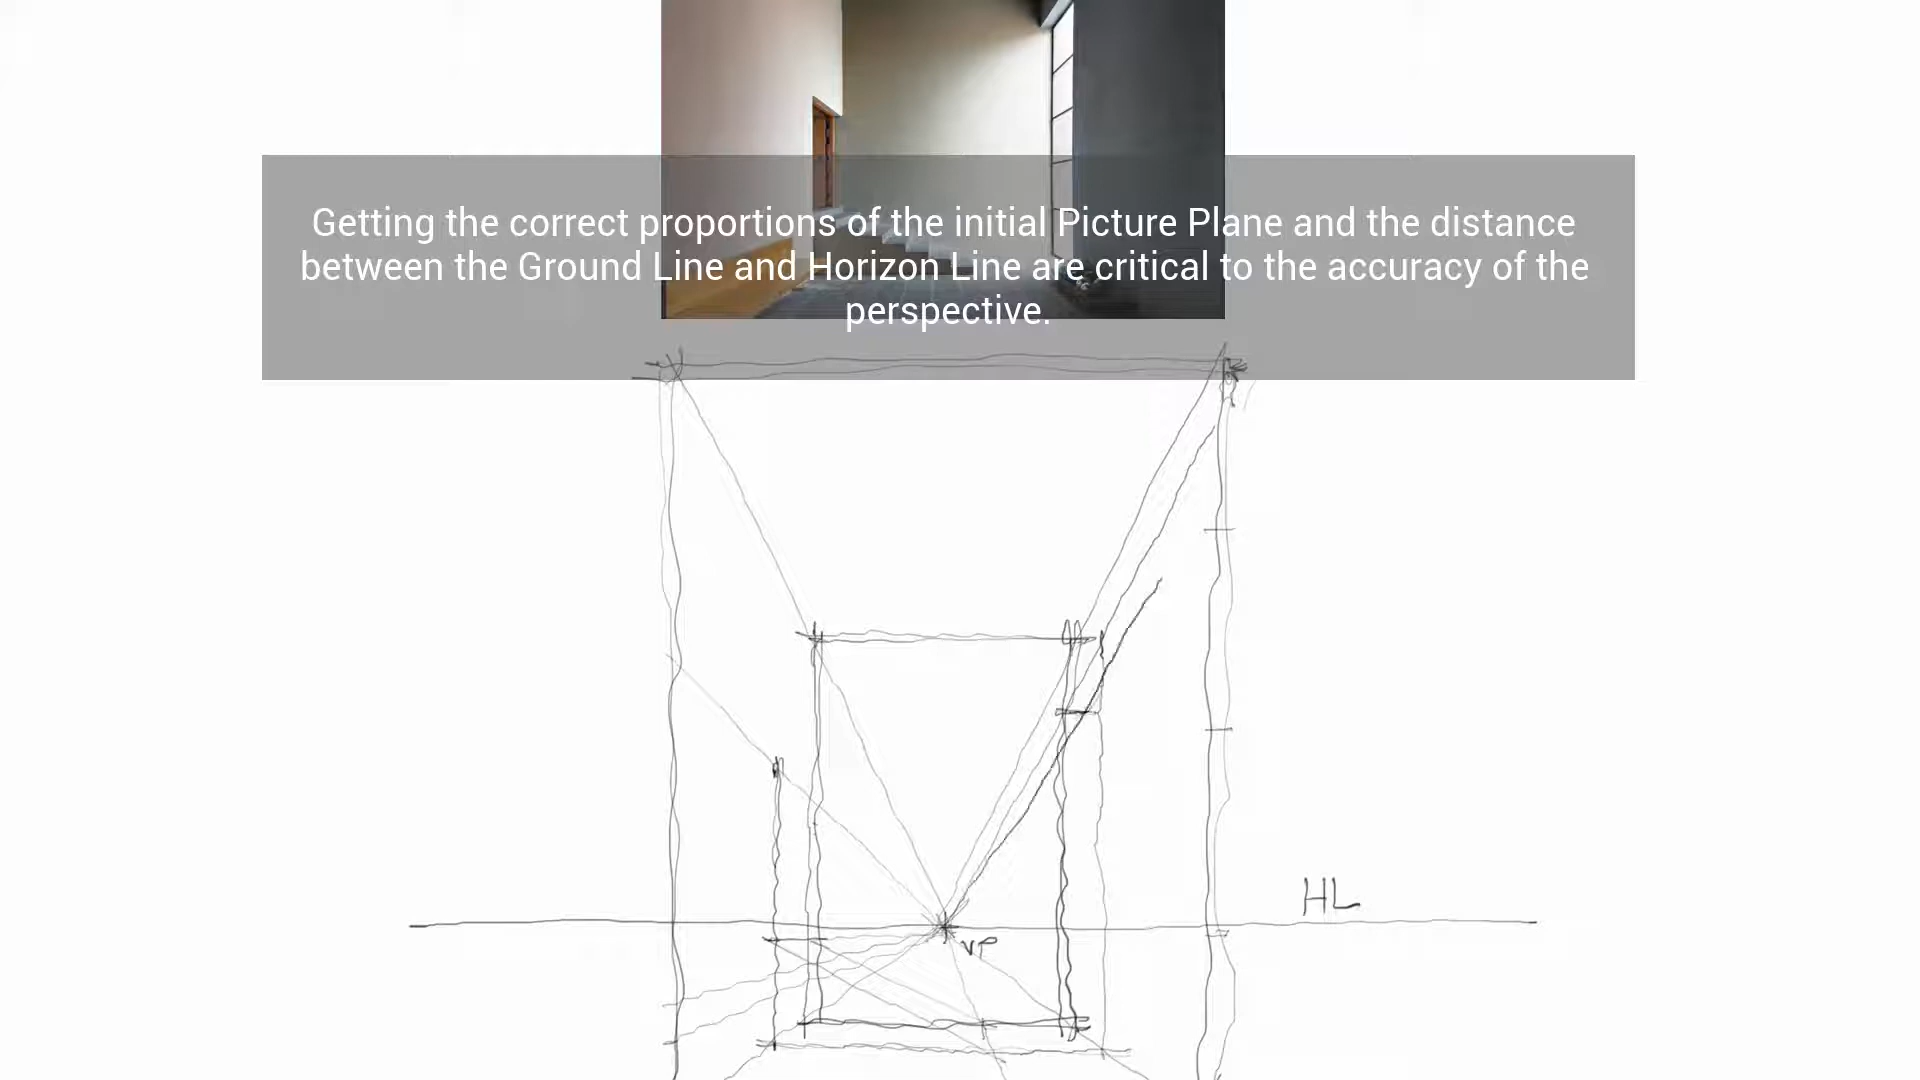 Getting the correct proportions of the initial Picture Plane and the distance
between the Ground Line and Horizon Line are critical to the accuracy of the
perspective.
HL
VP